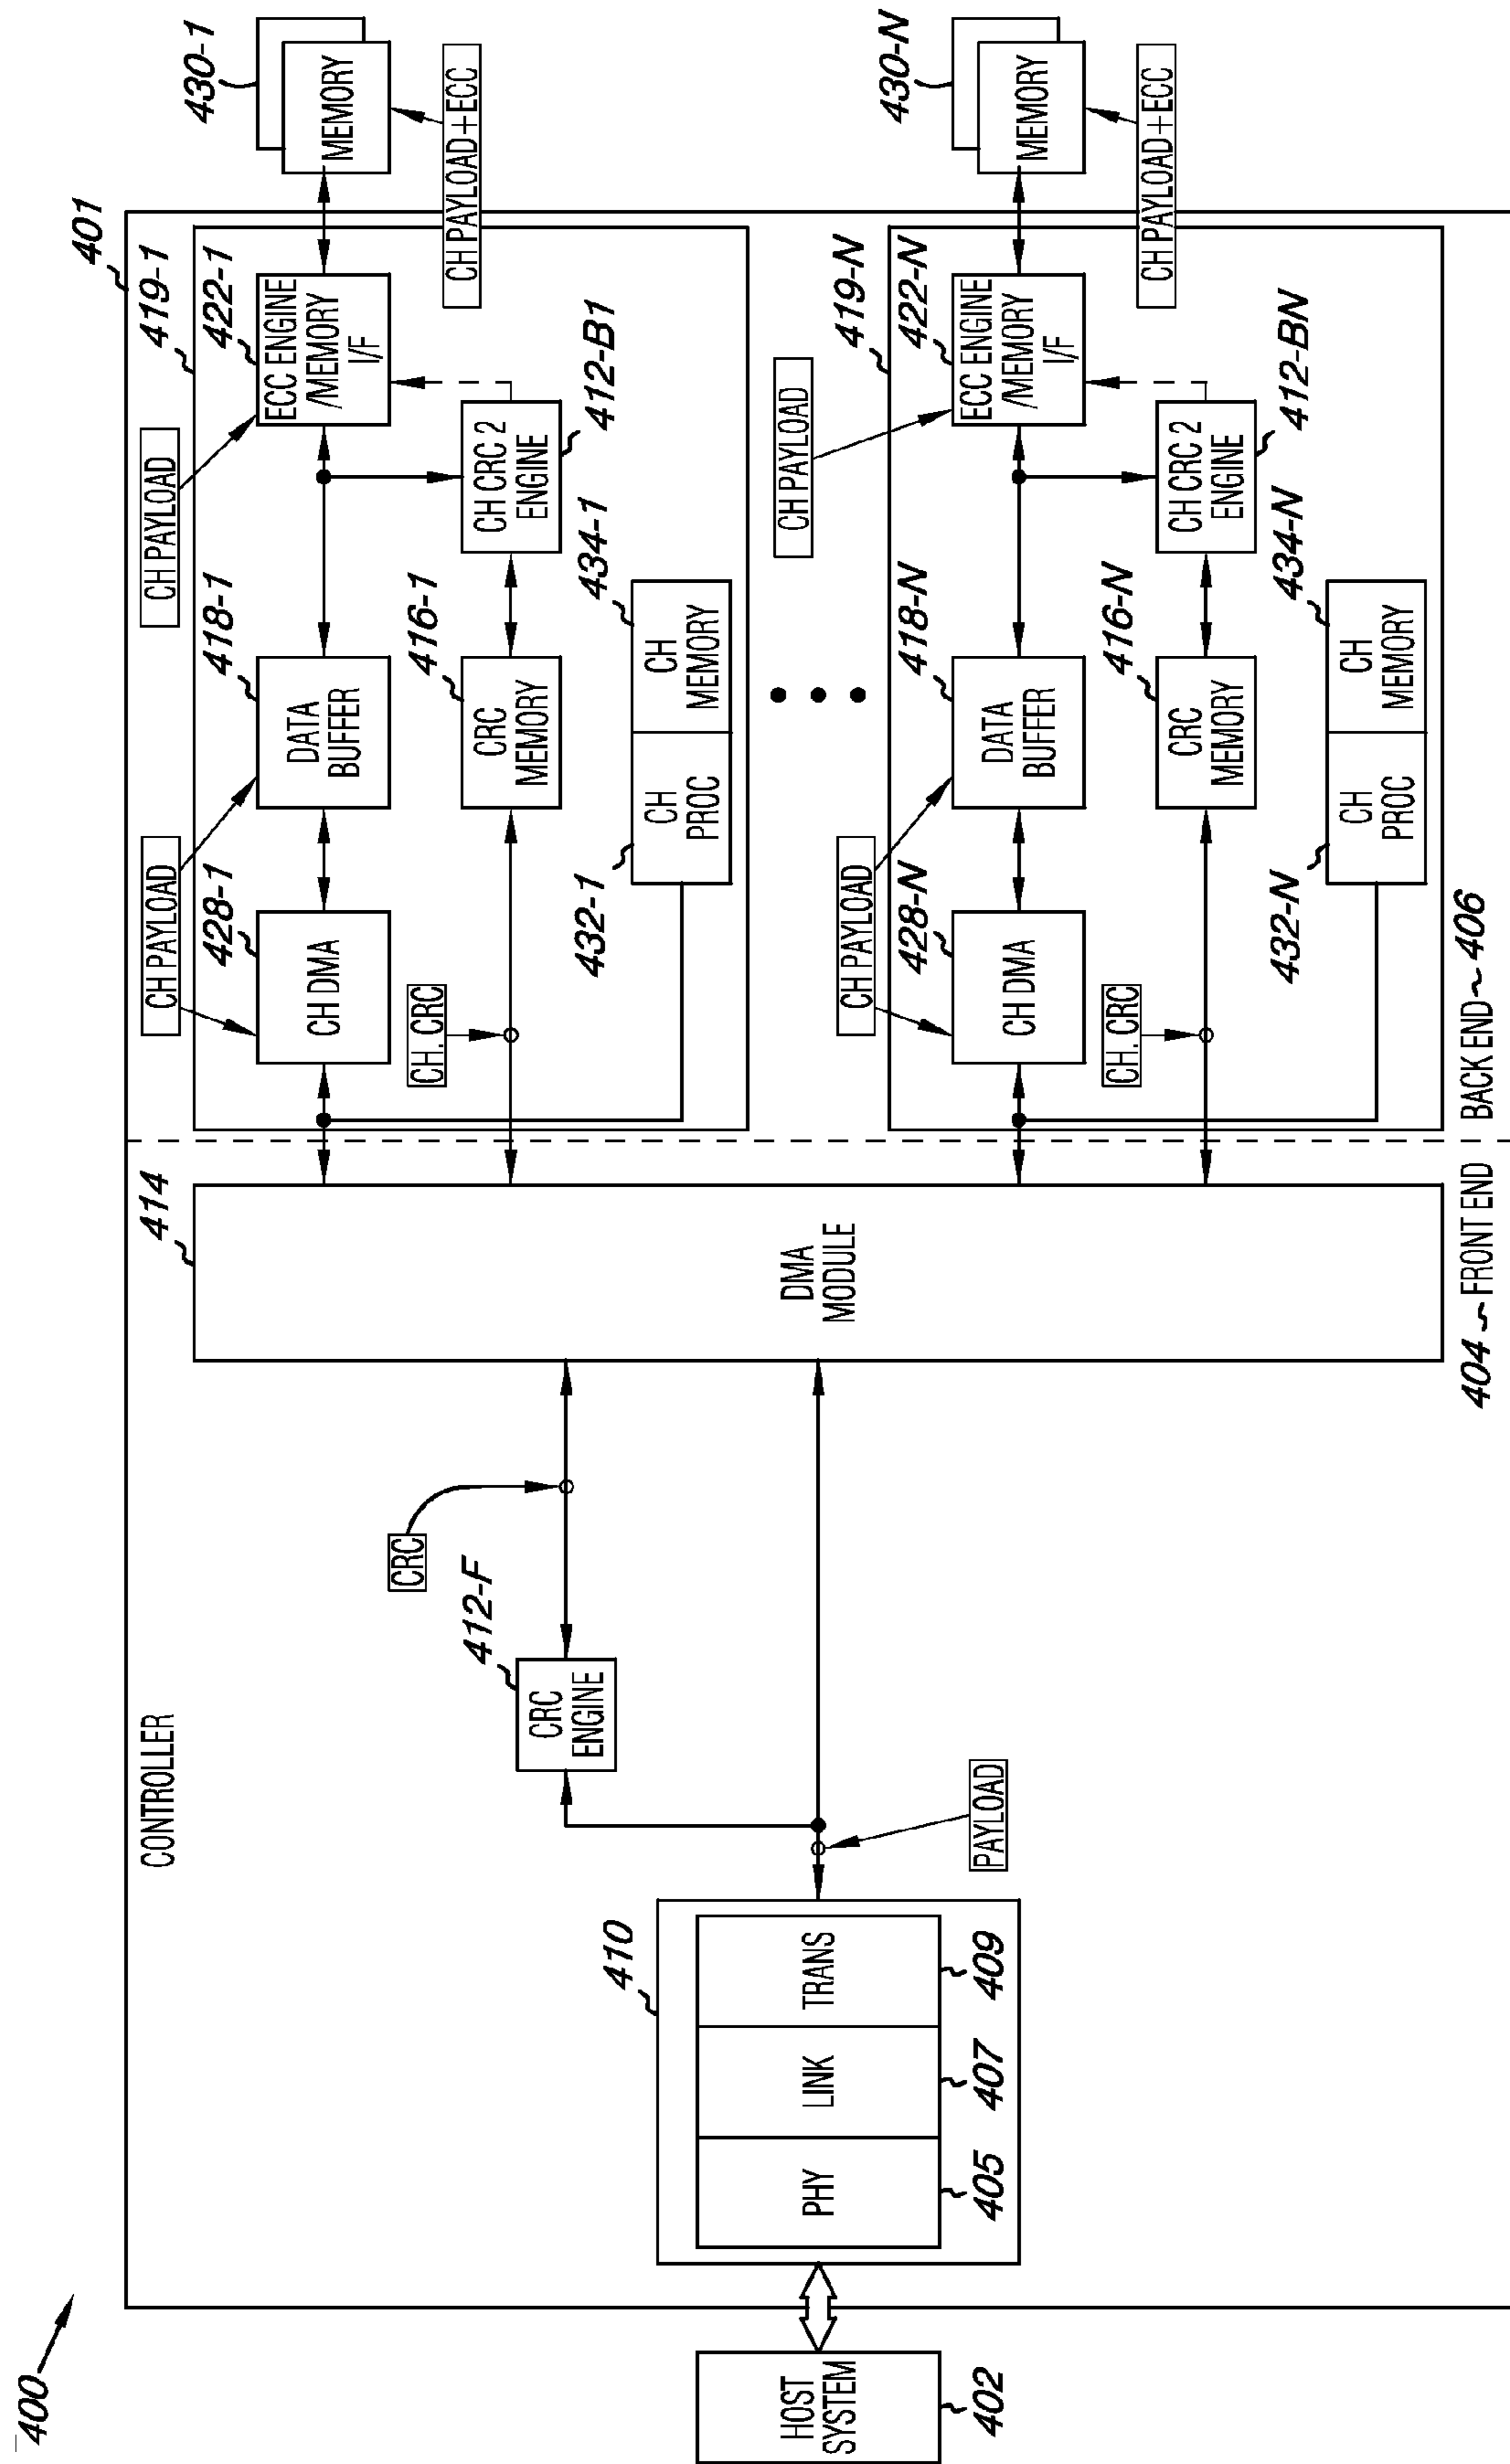 400
HOST
SYSTEM
402
CONTROLLER
401
410
PHY
LINK
TRANS
405
407
409
PAYLOAD
CRC
ENGINE
412-F
CRC
DMA
MODULE
414
404 FRONT END
BACK END 406
419-1
CH PAYLOAD
CH DMA
428-1
DATA
BUFFER
418-1
CH PAYLOAD
ECC ENGINE
/MEMORY
I/F
422-1
CH. CRC
CRC
MEMORY
416-1
CH CRC 2
ENGINE
412-B1
CH
PROC
432-1
CH
MEMORY
434-1
MEMORY
430-1
CH PAYLOAD+ECC
419-N
CH PAYLOAD
CH DMA
428-N
DATA
BUFFER
418-N
CH PAYLOAD
ECC ENGINE
/MEMORY
I/F
422-N
CH. CRC
CRC
MEMORY
416-N
CH CRC 2
ENGINE
412-BN
CH
PROC
432-N
CH
MEMORY
434-N
MEMORY
430-N
CH PAYLOAD+ECC